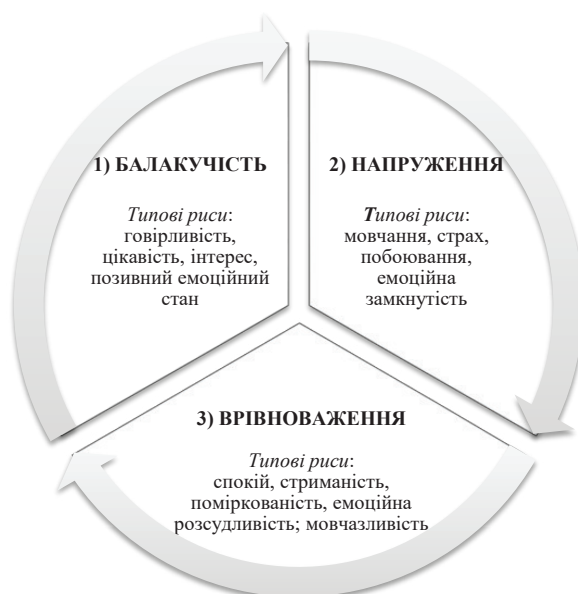 1) БАЛАКУЧІСТЬ
Типові риси:
говірливість,
цікавість, інтерес,
позивний емоційний
стан
2) НАПРУЖЕННЯ
Типові риси:
мовчання, страх,
побоювання,
емоційна
замкнутість
3) ВРІВНОВАЖЕННЯ
Типові риси:
спокій, стриманість,
поміркованість, емоційна
розсудливість; мовчазливість